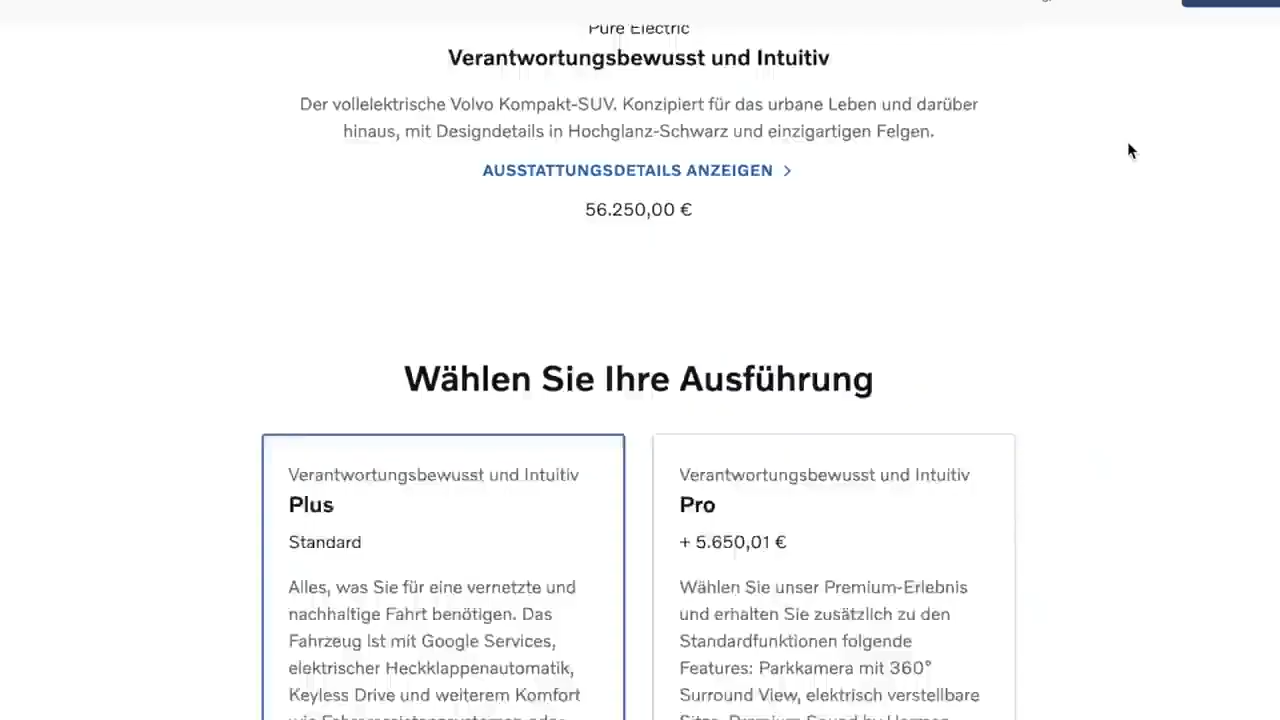 Pure Electric
Verantwortungsbewusst und Intuitiv
Der vollelektrische Volvo Kompakt-SUV. Konzipiert für das urbane Leben und darüber
hinaus, mit Designdetails in Hochglanz-Schwarz und einzigartigen Felgen.
AUSSTATTUNGSDETAILS ANZEIGEN >
56.250,00 €
Wählen Sie Ihre Ausführung
Verantwortungsbewusst und Intuitiv
Plus
Standard
Alles, was Sie für eine vernetzte und
nachhaltige Fahrt benötigen. Das
Fahrzeug Ist mit Google Services,
elektrischer Heckklappenautomatik,
Keyless Drive und weiterem Komfort
Verantwortungsbewusst und Intuitiv
Pro
+ 5.650,01 €
Wählen Sie unser Premium-Erlebnis
und erhalten Sie zusätzlich zu den
Standardfunktionen folgende
Features: Parkkamera mit 360°
Surround View, elektrisch verstellbare